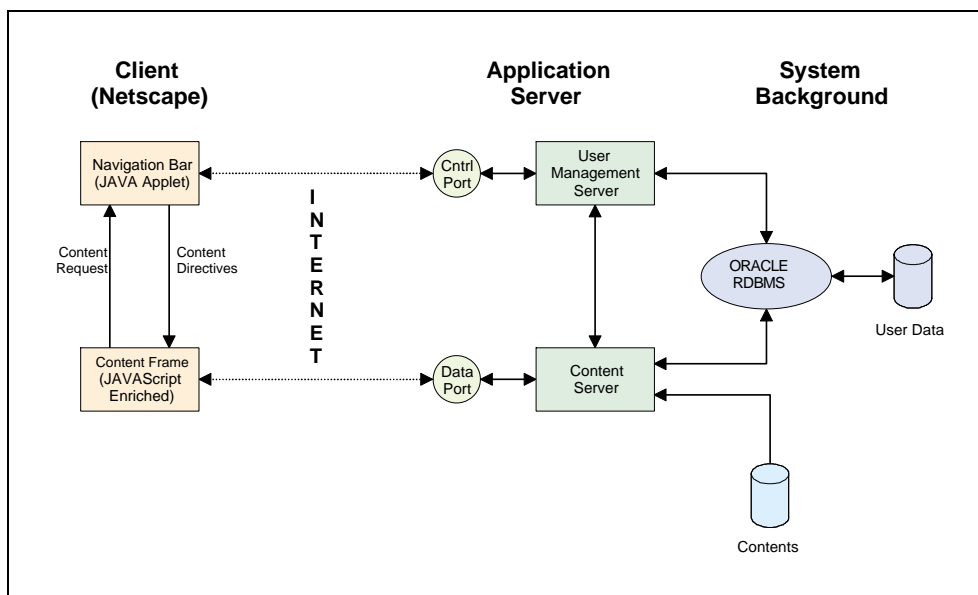 Client
(Netscape)
Application
Server
System
Background
Navigation Bar
(JAVA Applet)
Cntrl
Port
User
Management
Server
Content
Request
Content
Directives
INTERNET
ORACLE
RDBMS
User Data
Content Frame
(JAVAScript
Enriched)
Data
Port
Content
Server
Contents